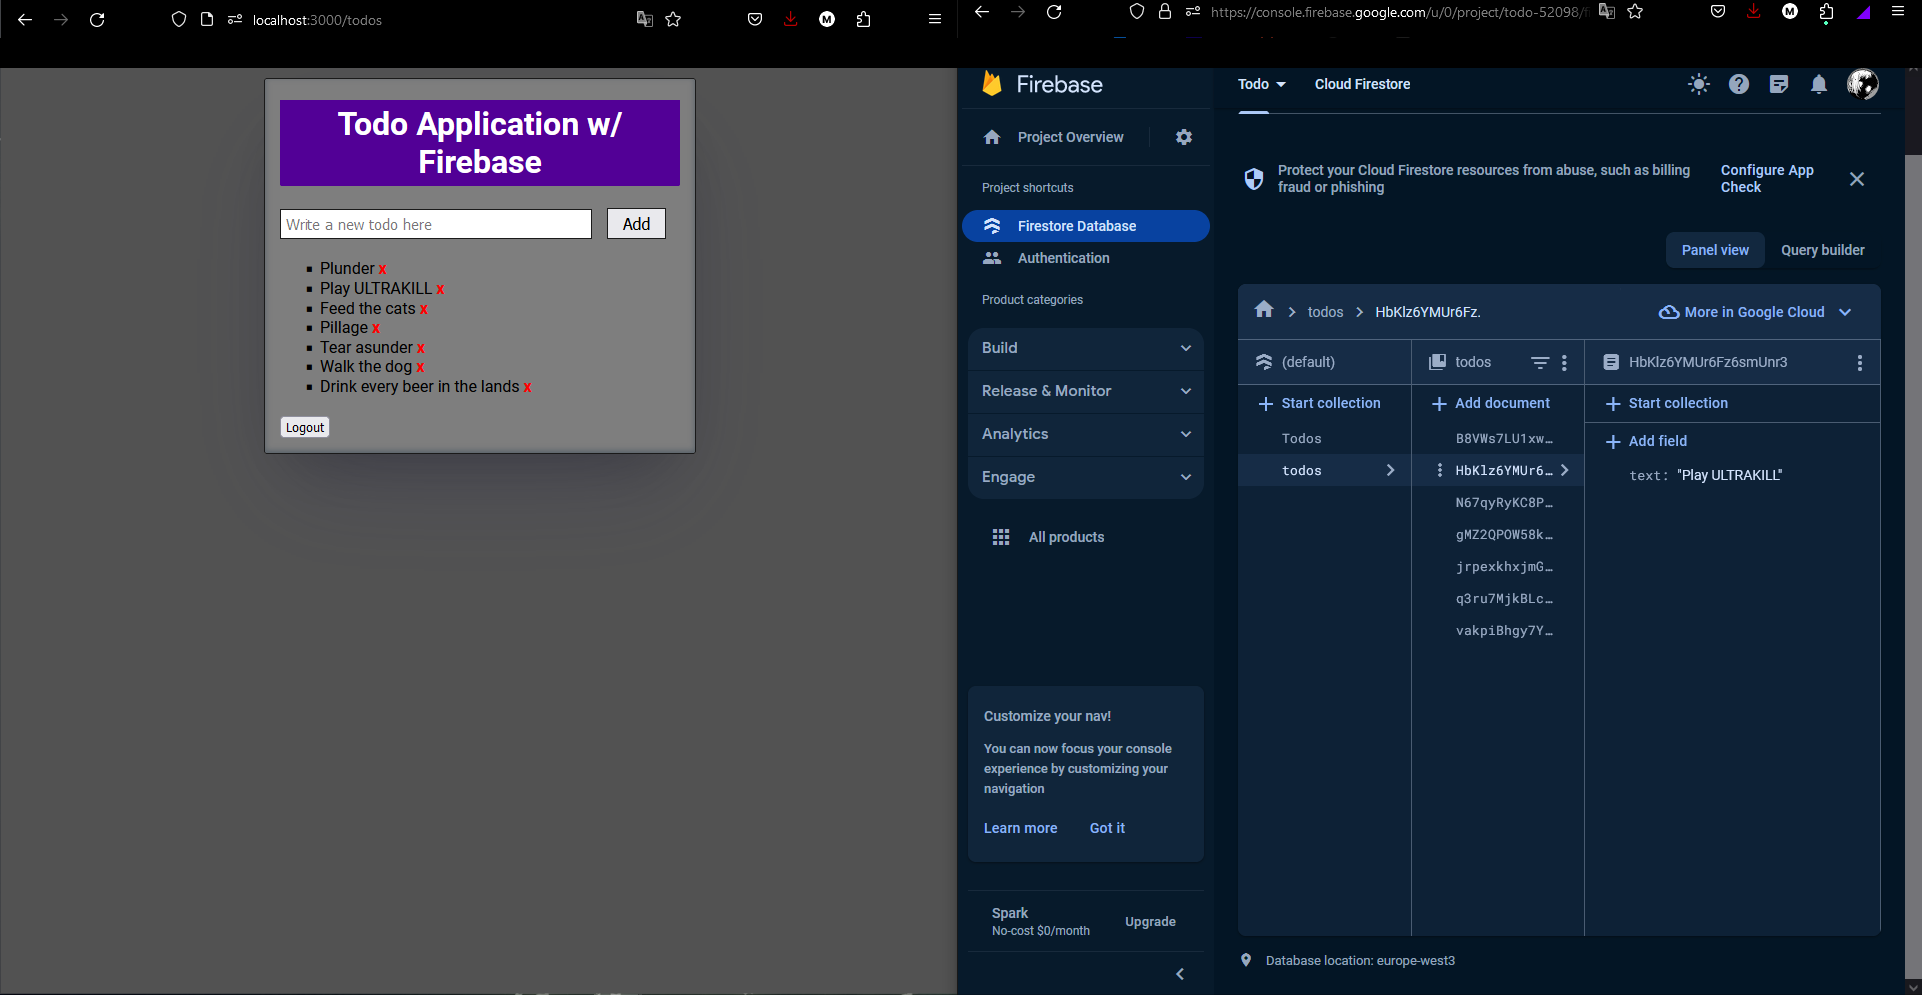 localhost:3000/todos
https://console.firebase.google.com/u/0/project/todo-52098/
M
M
Todo Application w/
Firebase
Write a new todo here
Add
Plunder x
Play ULTRAKILL x
Feed the cats x
Pillage x
Tear asunder x
Walk the dog x
Drink every beer in the lands x
Logout
Firebase
Project Overview
Project shortcuts
Firestore Database
Authentication
Product categories
Build
Release & Monitor
Analytics
Engage
All products
Customize your nav!
You can now focus your console
experience by customizing your
navigation
Learn more
Got it
Spark
No-cost $0/month
Upgrade
Todo
Cloud Firestore
Protect your Cloud Firestore resources from abuse, such as billing
fraud or phishing
Configure App
Check
Panel view
Query builder
todos
HbKlz6YMUr6Fz.
More in Google Cloud
(default)
todos
HbKlz6YMUr6Fz6smUnr3
Start collection
Add document
Start collection
Todos
todos
B8VWs7LU1xw…
HbKlz6YMUr6…
N67qyRyKC8P…
gMZ2QPOW58k…
jrpexkhxjmG…
q3ru7MjkBLc…
vakpiBhgy7Y…
Add field
text: "Play ULTRAKILL"
Database location: europe-west3